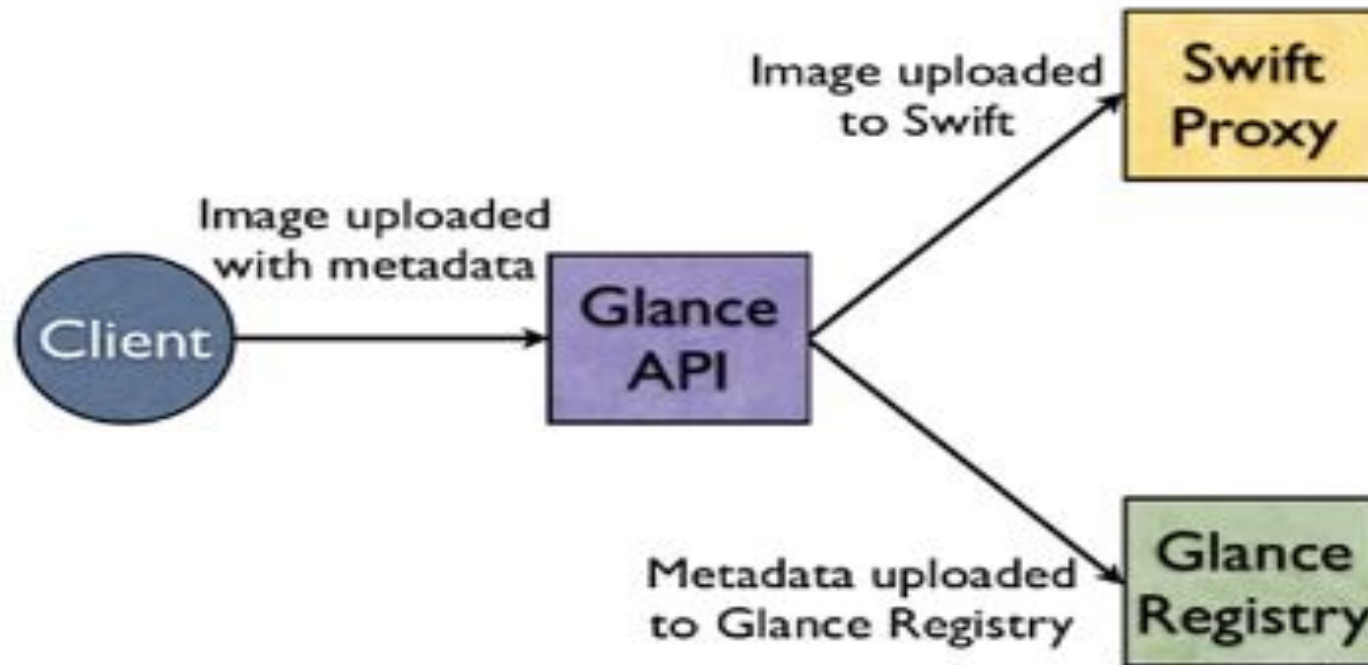 Client
Image uploaded
with metadata
Glance
API
Image uploaded
to Swift
Swift
Proxy
Metadata uploaded
to Glance Registry
Glance
Registry